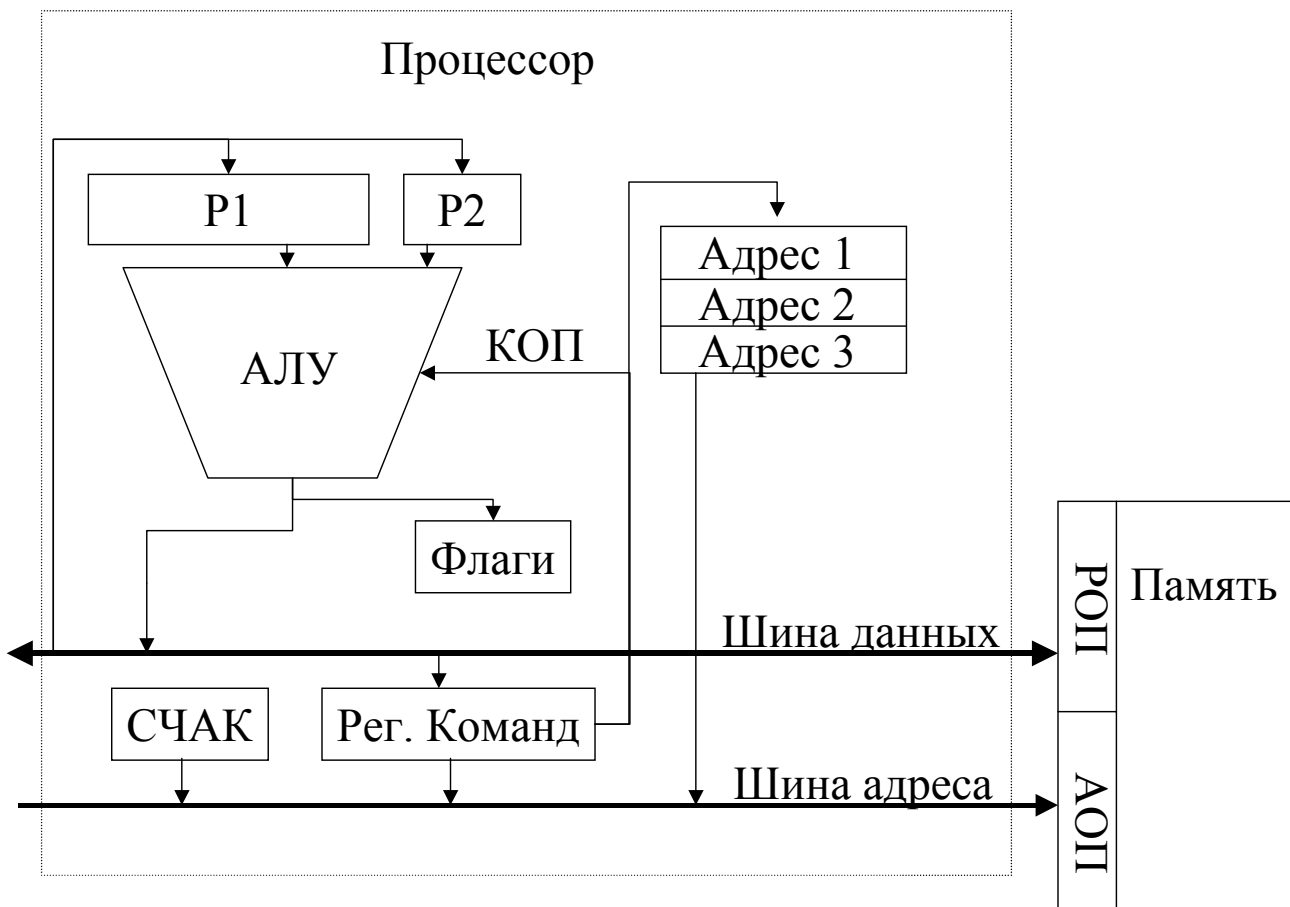 Процессор
Р1
Р2
Адрес 1
Адрес 2
Адрес 3
КОП
АЛУ
Флаги
РОП
Память
Шина данных
СЧАК
Рег. Команд
Шина адреса
АОП